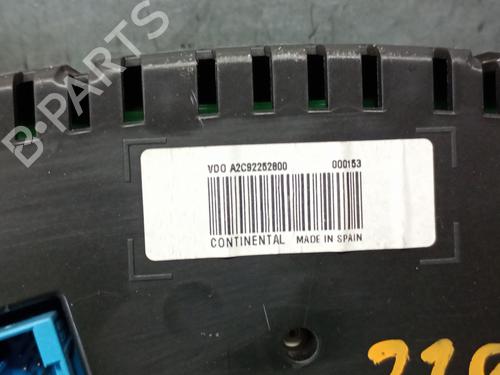 B-PARTS
VDO A2C92252800 000153
CONTINENTAL MADE IN SPAIN